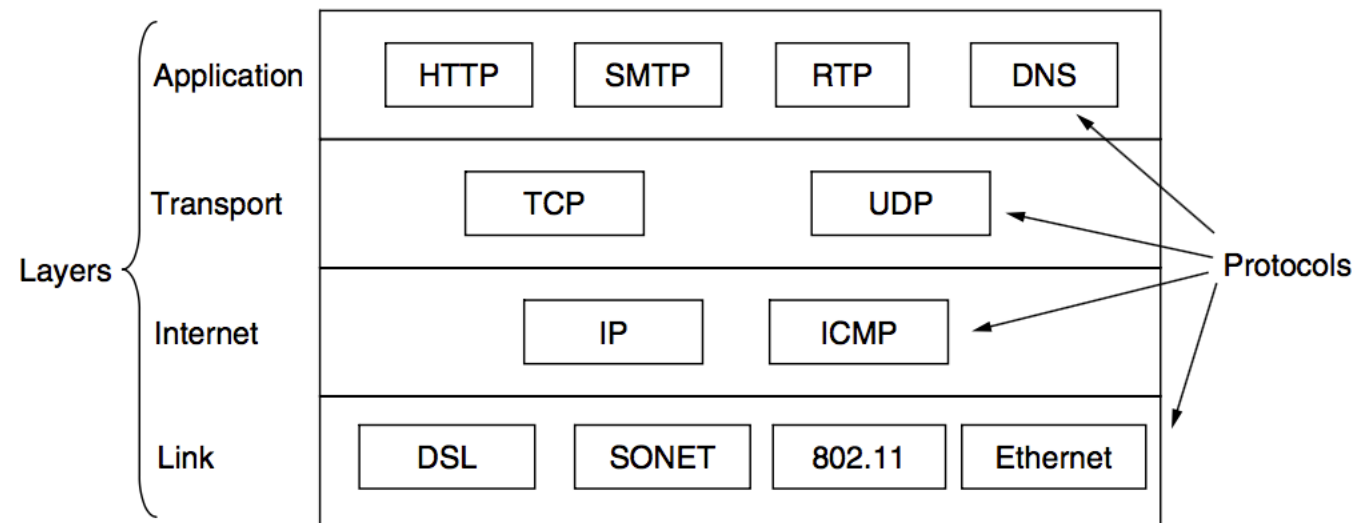 Application HTTP SMTP RTP DNS
Transport TCP UDP
Layers Protocols
Internet IP ICMP
Link DSL SONET 802.11 Ethernet